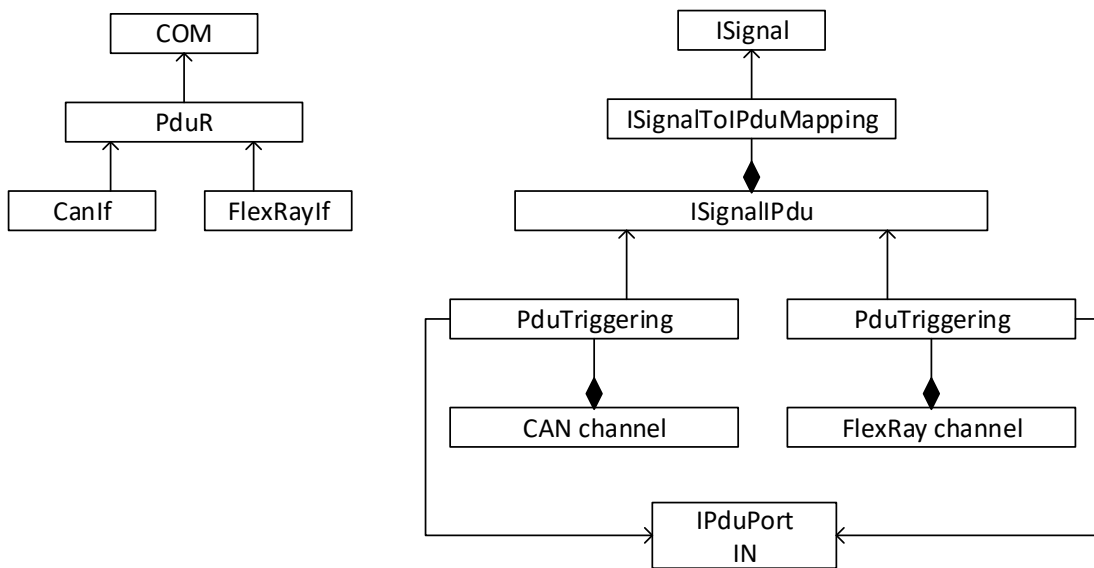 COM
PduR
CanIf
FlexRayIf
ISignal
ISignalToIPduMapping
ISignalIPdu
PduTriggering
PduTriggering
CAN channel
FlexRay channel
IPduPort
IN